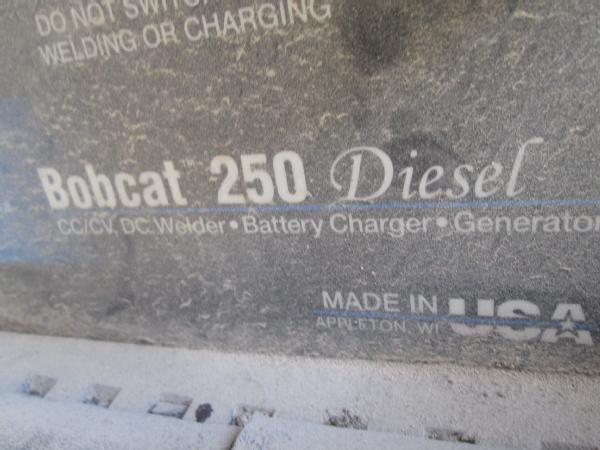 DO NOT SWITCH
WELDING OR CHARGING
Bobcat™ 250 Diesel
CC/CV, DC Welder • Battery Charger • Generator
MADE IN USA
APPLETON, WI